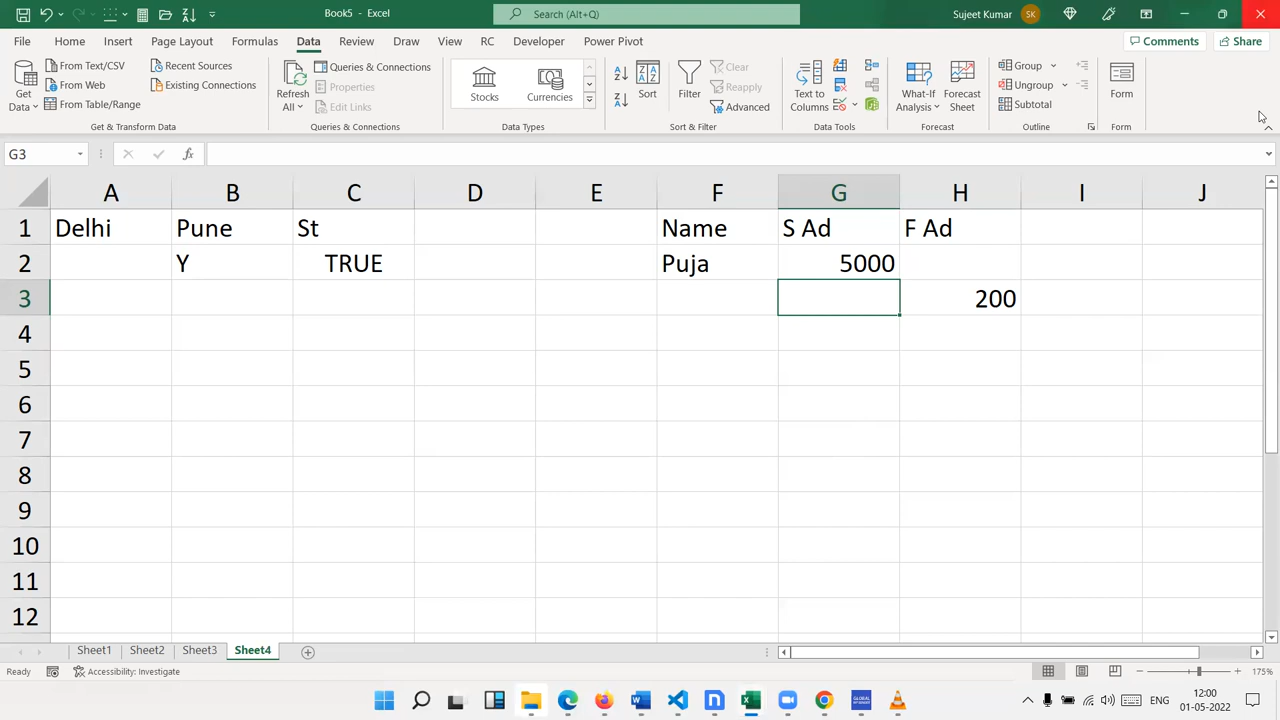 Book5 - Excel
Search (Alt+Q)
Sujeet Kumar
SK
File Home Insert Page Layout Formulas Data Review Draw View RC Developer Help Power Pivot
Comments
Share
Get Data
From Text/CSV
From Web
From Table/Range
Recent Sources
Existing Connections
Get & Transform Data
Refresh All
Queries & Connections
Properties
Edit Links
Queries & Connections
Stocks
Currencies
Data Types
Sort
Filter
Clear
Reapply
Advanced
Sort & Filter
Text to Columns
Data Tools
What-If Analysis
Forecast Sheet
Forecast
Group
Ungroup
Subtotal
Outline
Form
Form
G3
fx
A B C D E F G H I J
1 Delhi Pune St Name S Ad F Ad
2 Y TRUE Puja 5000
3 200
4
5
6
7
8
9
10
11
12
Sheet1 Sheet2 Sheet3 Sheet4
Ready
Accessibility: Investigate
175%
ENG
12:00
01-05-2022